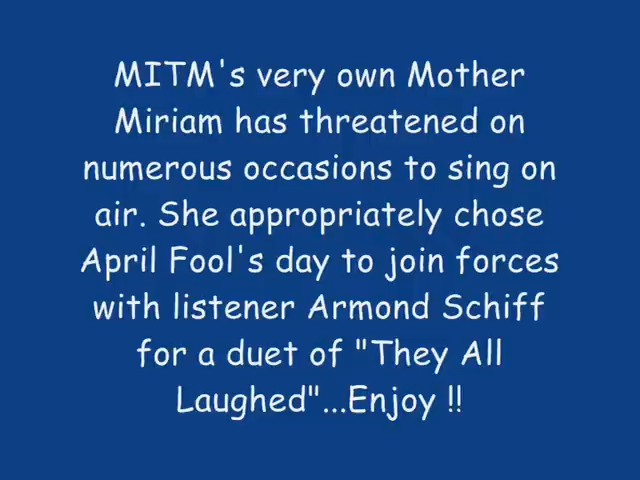 MITM's very own Mother
Miriam has threatened on
numerous occasions to sing on
air. She appropriately chose
April Fool's day to join forces
with listener Armond Schiff
for a duet of "They All
Laughed"...Enjoy !!